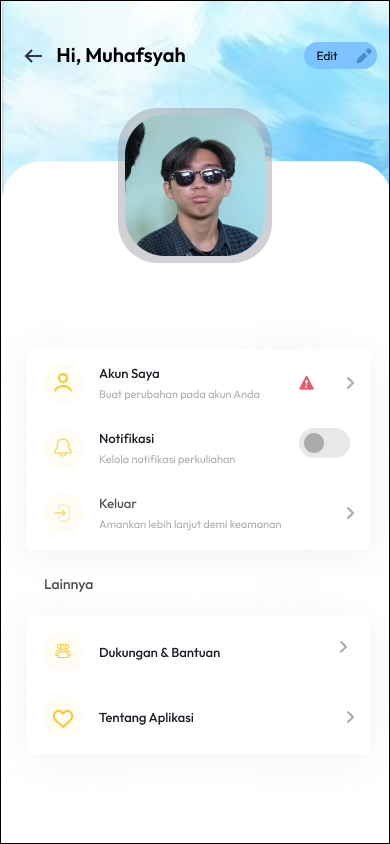 Hi, Muhafsyah
Edit
Akun Saya
Buat perubahan pada akun Anda
Notifikasi
Kelola notifikasi perkuliahan
Keluar
Amankan lebih lanjut demi keamanan
Lainnya
Dukungan & Bantuan
Tentang Aplikasi